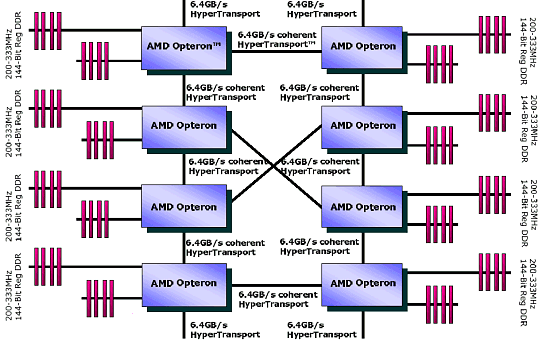 6.4GB/s
HyperTransport
6.4GB/s
HyperTransport
200-333MHz
144-Bit Reg DDR
AMD Opteron™
6.4GB/s coherent
HyperTransport™
AMD Opteron
200-333MHz
144-Bit Reg DDR
6.4GB/s coherent
HyperTransport
6.4GB/s coherent
HyperTransport
200-333MHz
144-Bit Reg DDR
AMD Opteron
AMD Opteron
200-333MHz
144-Bit Reg DDR
6.4GB/s coherent
HyperTransport
6.4GB/s coherent
HyperTransport
200-333MHz
144-Bit Reg DDR
AMD Opteron
AMD Opteron
200-333MHz
144-Bit Reg DDR
6.4GB/s coherent
HyperTransport
6.4GB/s coherent
HyperTransport
200-333MHz
144-Bit Reg DDR
AMD Opteron
6.4GB/s coherent
HyperTransport
AMD Opteron
200-333MHz
144-Bit Reg DDR
6.4GB/s
HyperTransport
6.4GB/s
HyperTransport